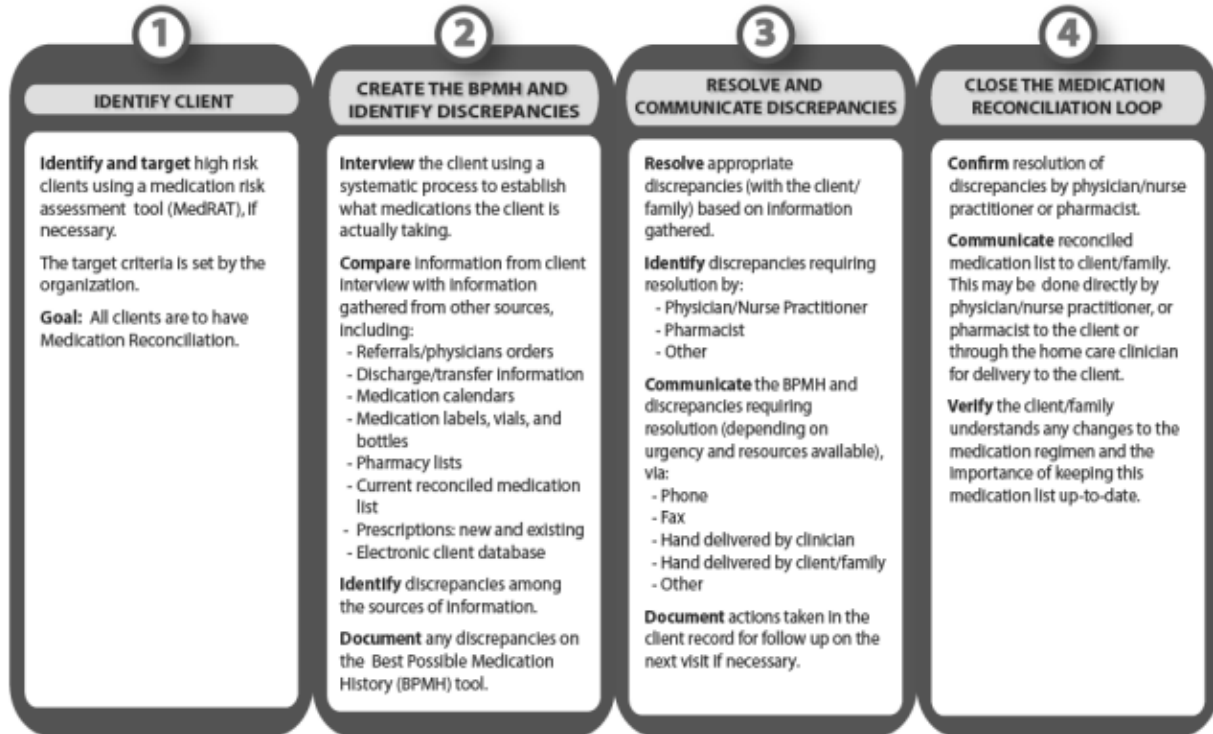 1
IDENTIFY CLIENT
Identify and target high risk
clients using a medication risk
assessment tool (MedRAT), if
necessary.
The target criteria is set by the
organization.
Goal: All clients are to have
Medication Reconciliation.
2
CREATE THE BPMH AND
IDENTIFY DISCREPANCIES
Interview the client using a
systematic process to establish
what medications the client is
actually taking.
Compare information from client
interview with information
gathered from other sources,
including:
- Referrals/physicians orders
- Discharge/transfer information
- Medication calendars
- Medication labels, vials, and
bottles
- Pharmacy lists
- Current reconciled medication
list
- Prescriptions: new and existing
- Electronic client database
Identify discrepancies among
the sources of information.
Document any discrepancies on
the Best Possible Medication
History (BPMH) tool.
3
RESOLVE AND
COMMUNICATE DISCREPANCIES
Resolve appropriate
discrepancies (with the client/
family) based on information
gathered.
Identify discrepancies requiring
resolution by:
- Physician/Nurse Practitioner
- Pharmacist
- Other
Communicate the BPMH and
discrepancies requiring
resolution (depending on
urgency and resources available),
via:
- Phone
- Fax
- Hand delivered by clinician
- Hand delivered by client/family
- Other
Document actions taken in the
client record for follow up on the
next visit if necessary.
4
CLOSE THE MEDICATION
RECONCILIATION LOOP
Confirm resolution of
discrepancies by physician/nurse
practitioner or pharmacist.
Communicate reconciled
medication list to client/family.
This may be done directly by
physician/nurse practitioner, or
pharmacist to the client or
through the home care clinician
for delivery to the client.
Verify the client/family
understands any changes to the
medication regimen and the
importance of keeping this
medication list up-to-date.